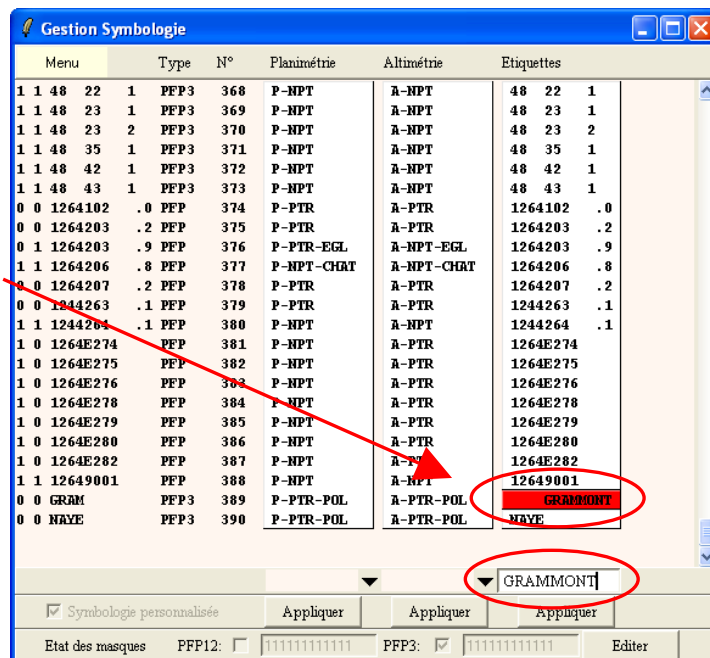 Gestion Symbologie
Menu Type N° Planimétrie Altimétrie Etiquettes
1 1 48 22 1 PFP3 368 P-NPT A-NPT 48 22 1
1 1 48 23 1 PFP3 369 P-NPT A-NPT 48 23 1
1 1 48 23 2 PFP3 370 P-NPT A-NPT 48 23 2
1 1 48 35 1 PFP3 371 P-NPT A-NPT 48 35 1
1 1 48 42 1 PFP3 372 P-NPT A-NPT 48 42 1
1 1 48 43 1 PFP3 373 P-NPT A-NPT 48 43 1
0 0 1264102 .0 PFP 374 P-PTR A-PTR 1264102 .0
0 0 1264203 .2 PFP 375 P-PTR A-PTR 1264203 .2
0 1 1264203 .9 PFP 376 P-PTR-EGL A-NPT-EGL 1264203 .9
1 1 1264206 .8 PFP 377 P-NPT-CHAT A-NPT-CHAT 1264206 .8
0 0 1264207 .2 PFP 378 P-PTR A-PTR 1264207 .2
0 0 1244263 .1 PFP 379 P-PTR A-PTR 1244263 .1
1 1 1244264 .1 PFP 380 P-NPT A-NPT 1244264 .1
1 0 1264E274 PFP 381 P-NPT A-PTR 1264E274
1 0 1264E275 PFP 382 P-NPT A-PTR 1264E275
1 0 1264E276 PFP 383 P-NPT A-PTR 1264E276
1 0 1264E278 PFP 384 P-NPT A-PTR 1264E278
1 0 1264E279 PFP 385 P-NPT A-PTR 1264E279
1 0 1264E280 PFP 386 P-NPT A-PTR 1264E280
1 0 1264E282 PFP 387 P-NPT A-PTR 1264E282
1 1 12649001 PFP 388 P-NPT A-NPT 12649001
0 0 GRAM PFP3 389 P-PTR-POL A-PTR-POL GRAMMONT
0 0 NAYE PFP3 390 P-PTR-POL A-PTR-POL NAYE
GRAMMONT
Symbologie personnalisée Appliquer Appliquer Appliquer
Etat des masques PFP12: 111111111111 PFP3: 111111111111 Editer